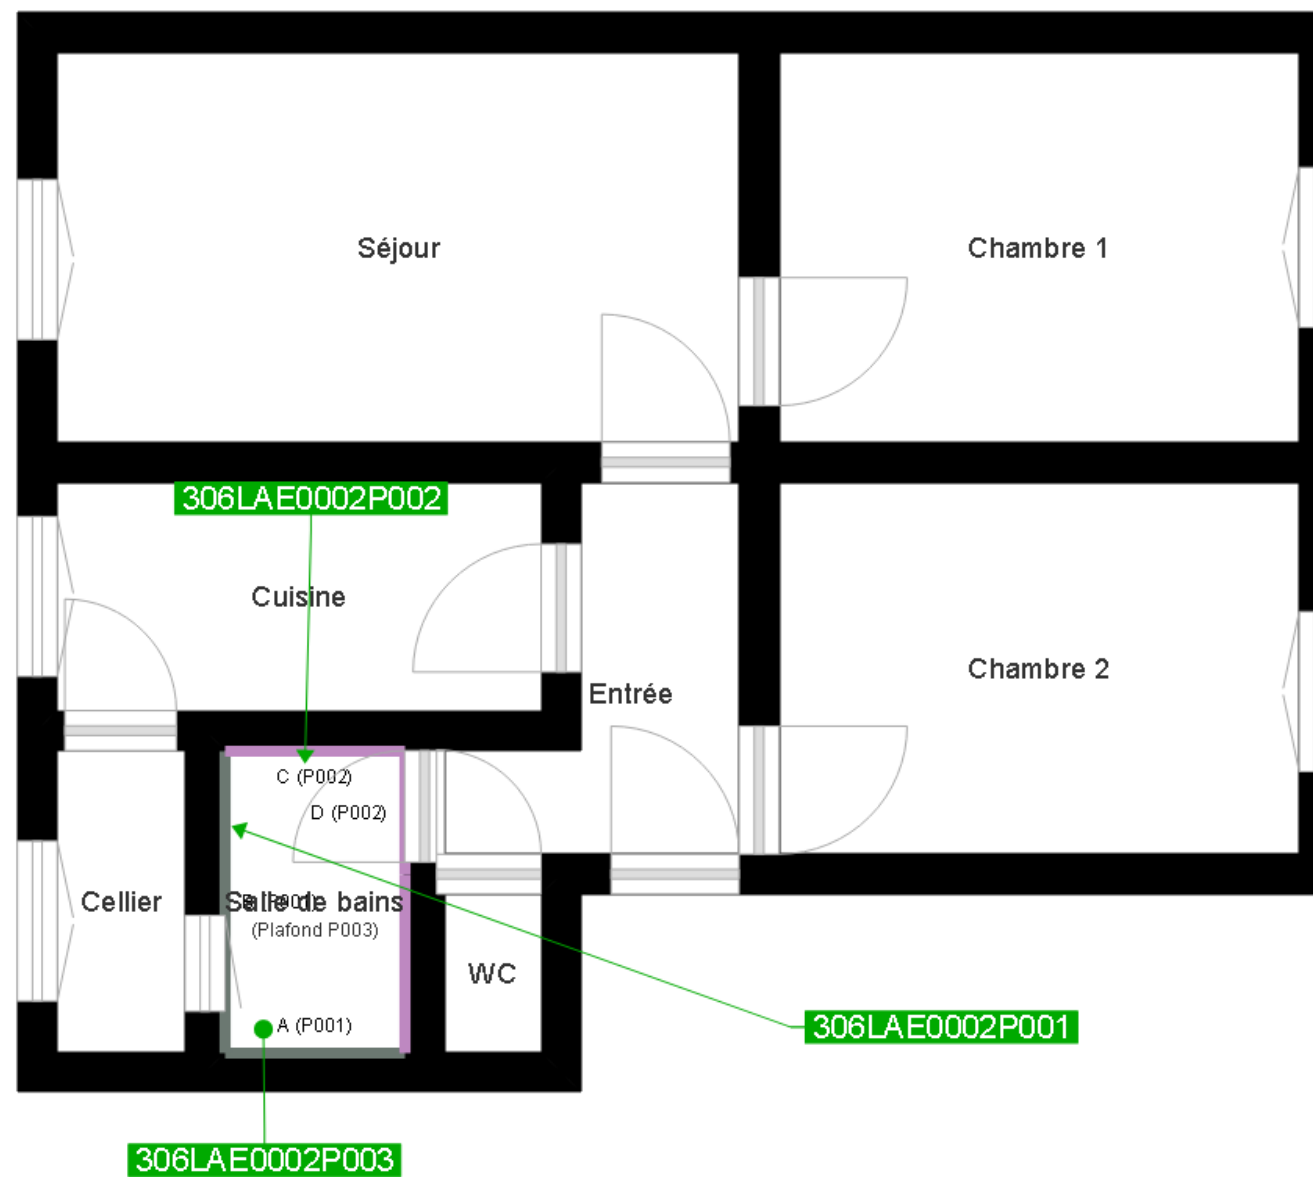 Séjour
Chambre 1
306LAE0002P002
Cuisine
Chambre 2
Entrée
C (P002)
D (P002)
Cellier
Salle de bains
(Plafond P003)
WC
A (P001)
306LAE0002P001
306LAE0002P003